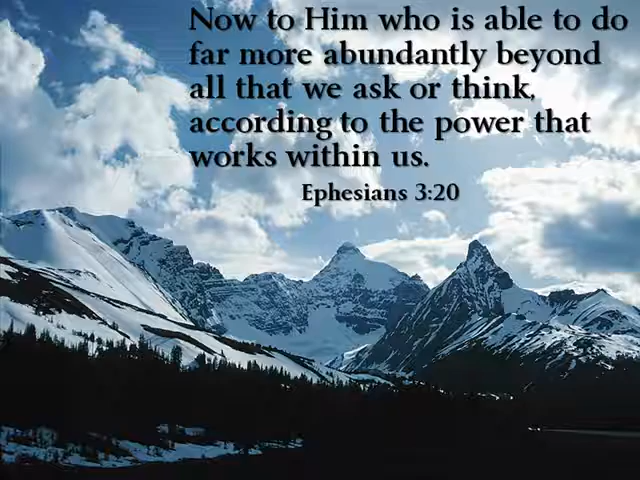 Now to Him who is able to do
far more abundantly beyond
all that we ask or think,
according to the power that
works within us.
Ephesians 3:20